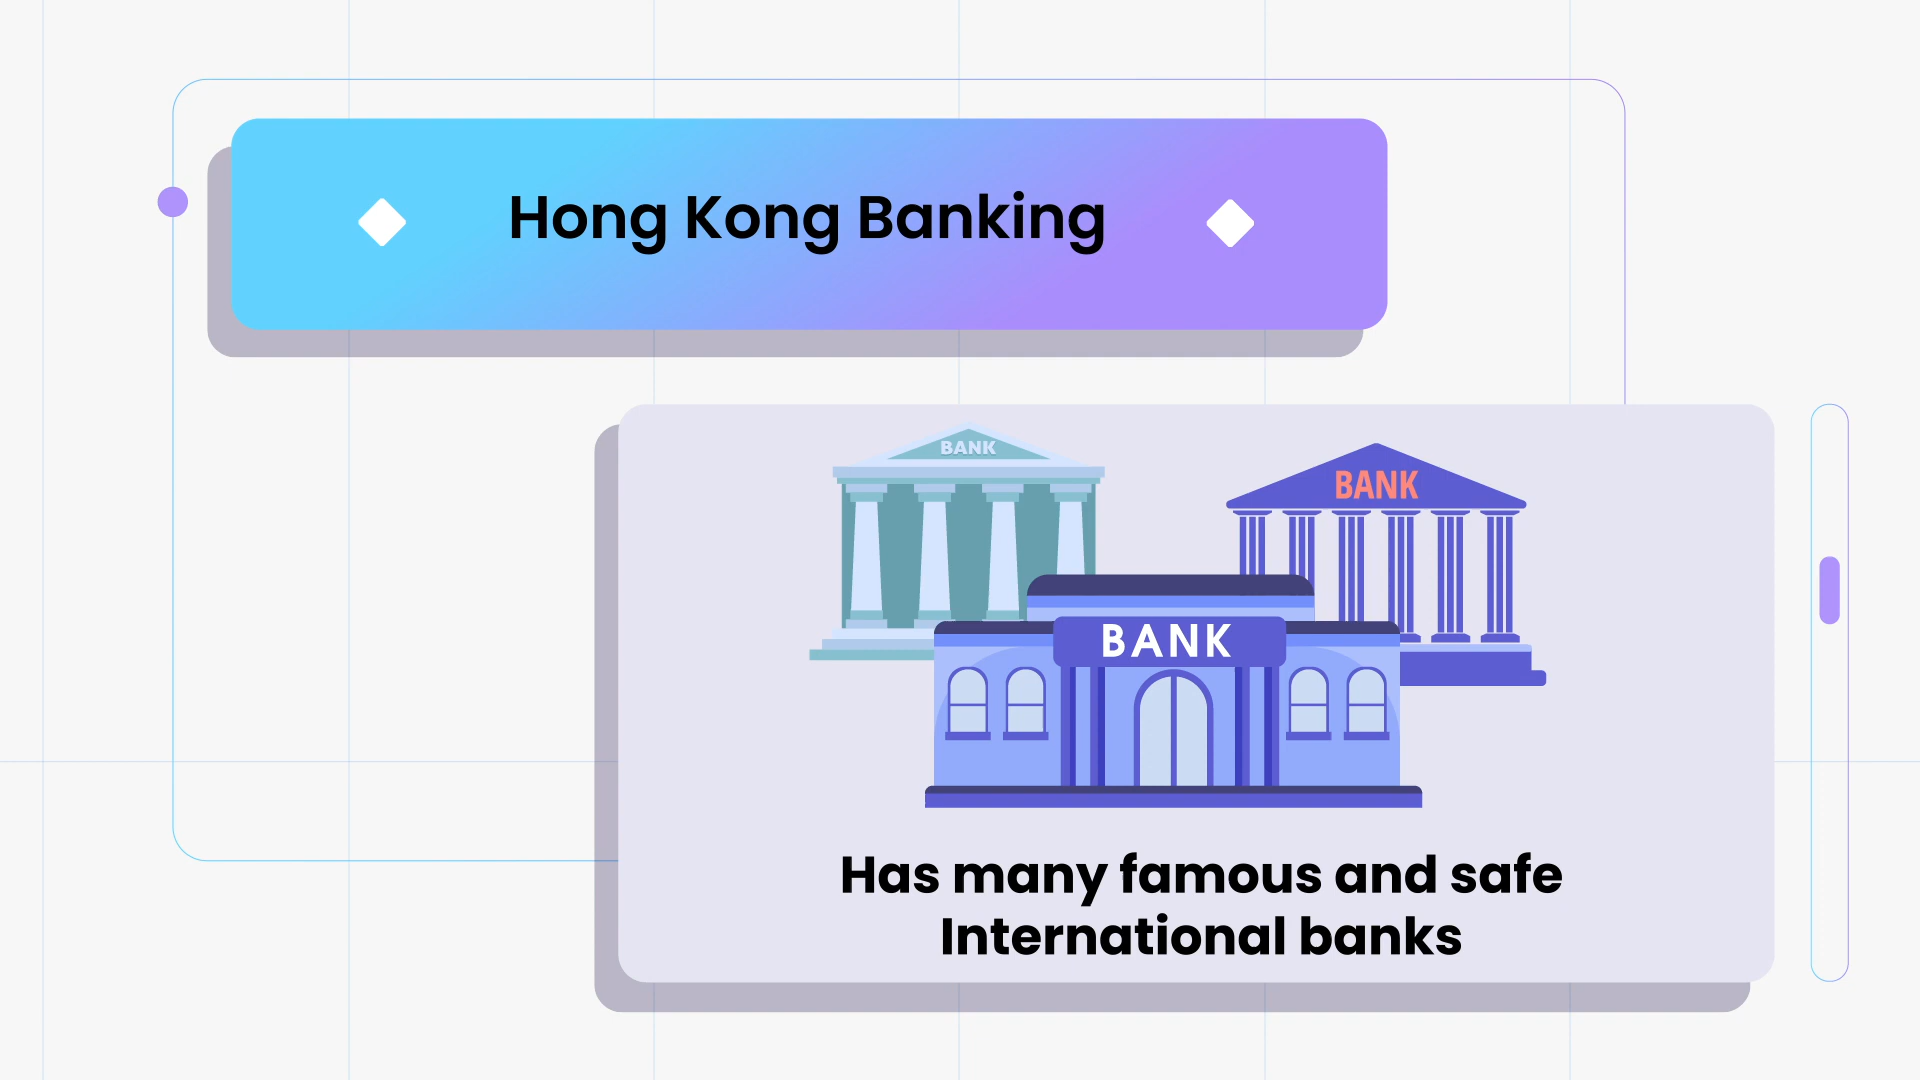 Hong Kong Banking
BANK
BANK
BANK
Has many famous and safe
International banks